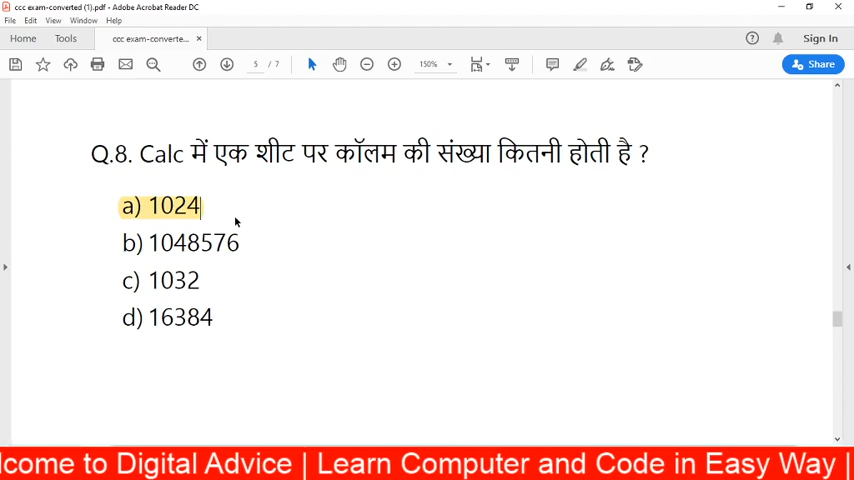 ccc exam-converted (1).pdf - Adobe Acrobat Reader DC
File Edit View Window Help
Home Tools ccc exam-converte... × Sign In
5 / 7 150% Share
Q.8. Calc में एक शीट पर कॉलम की संख्या कितनी होती है ?
a) 1024
b) 1048576
c) 1032
d) 16384
lcome to Digital Advice | Learn Computer and Code in Easy Way |